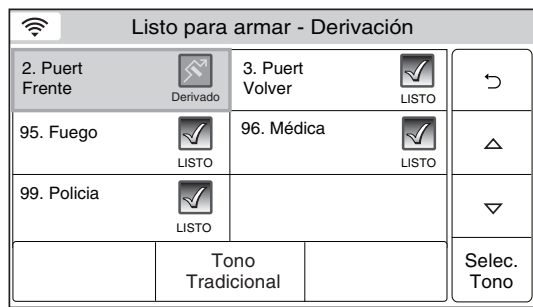 Listo para armar - Derivación
2. Puert
Frente
Derivado
3. Puert
Volver
LISTO
95. Fuego
LISTO
96. Médica
LISTO
99. Policia
LISTO
Tono
Tradicional
Selec.
Tono